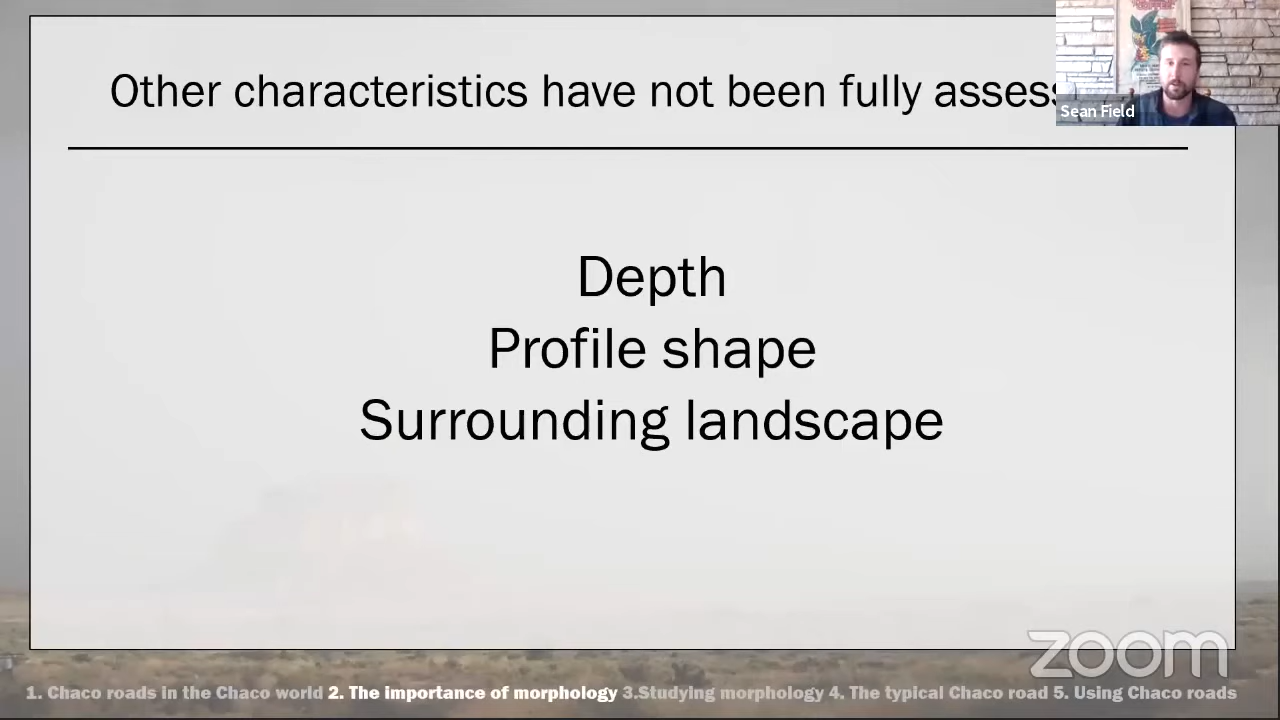 Other characteristics have not been fully assess
Sean Field
Depth
Profile shape
Surrounding landscape
zoom
1. Chaco roads in the Chaco world 2. The importance of morphology 3.Studying morphology 4. The typical Chaco road 5. Using Chaco roads